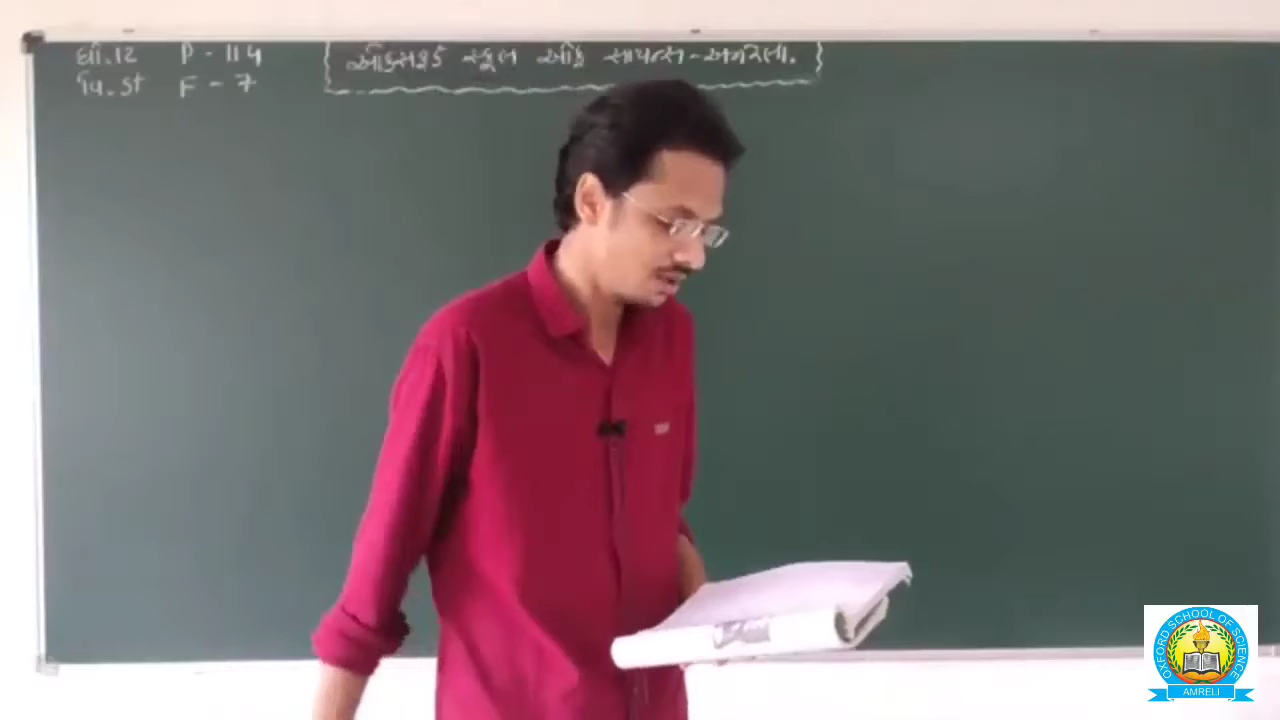 ધો.12 P - 114
વિ.st F - 7
ઓક્સફર્ડ સ્કૂલ ઓફ સાયન્સ - અમરેલી.
OXFORD SCHOOL OF SCIENCE
AMRELI